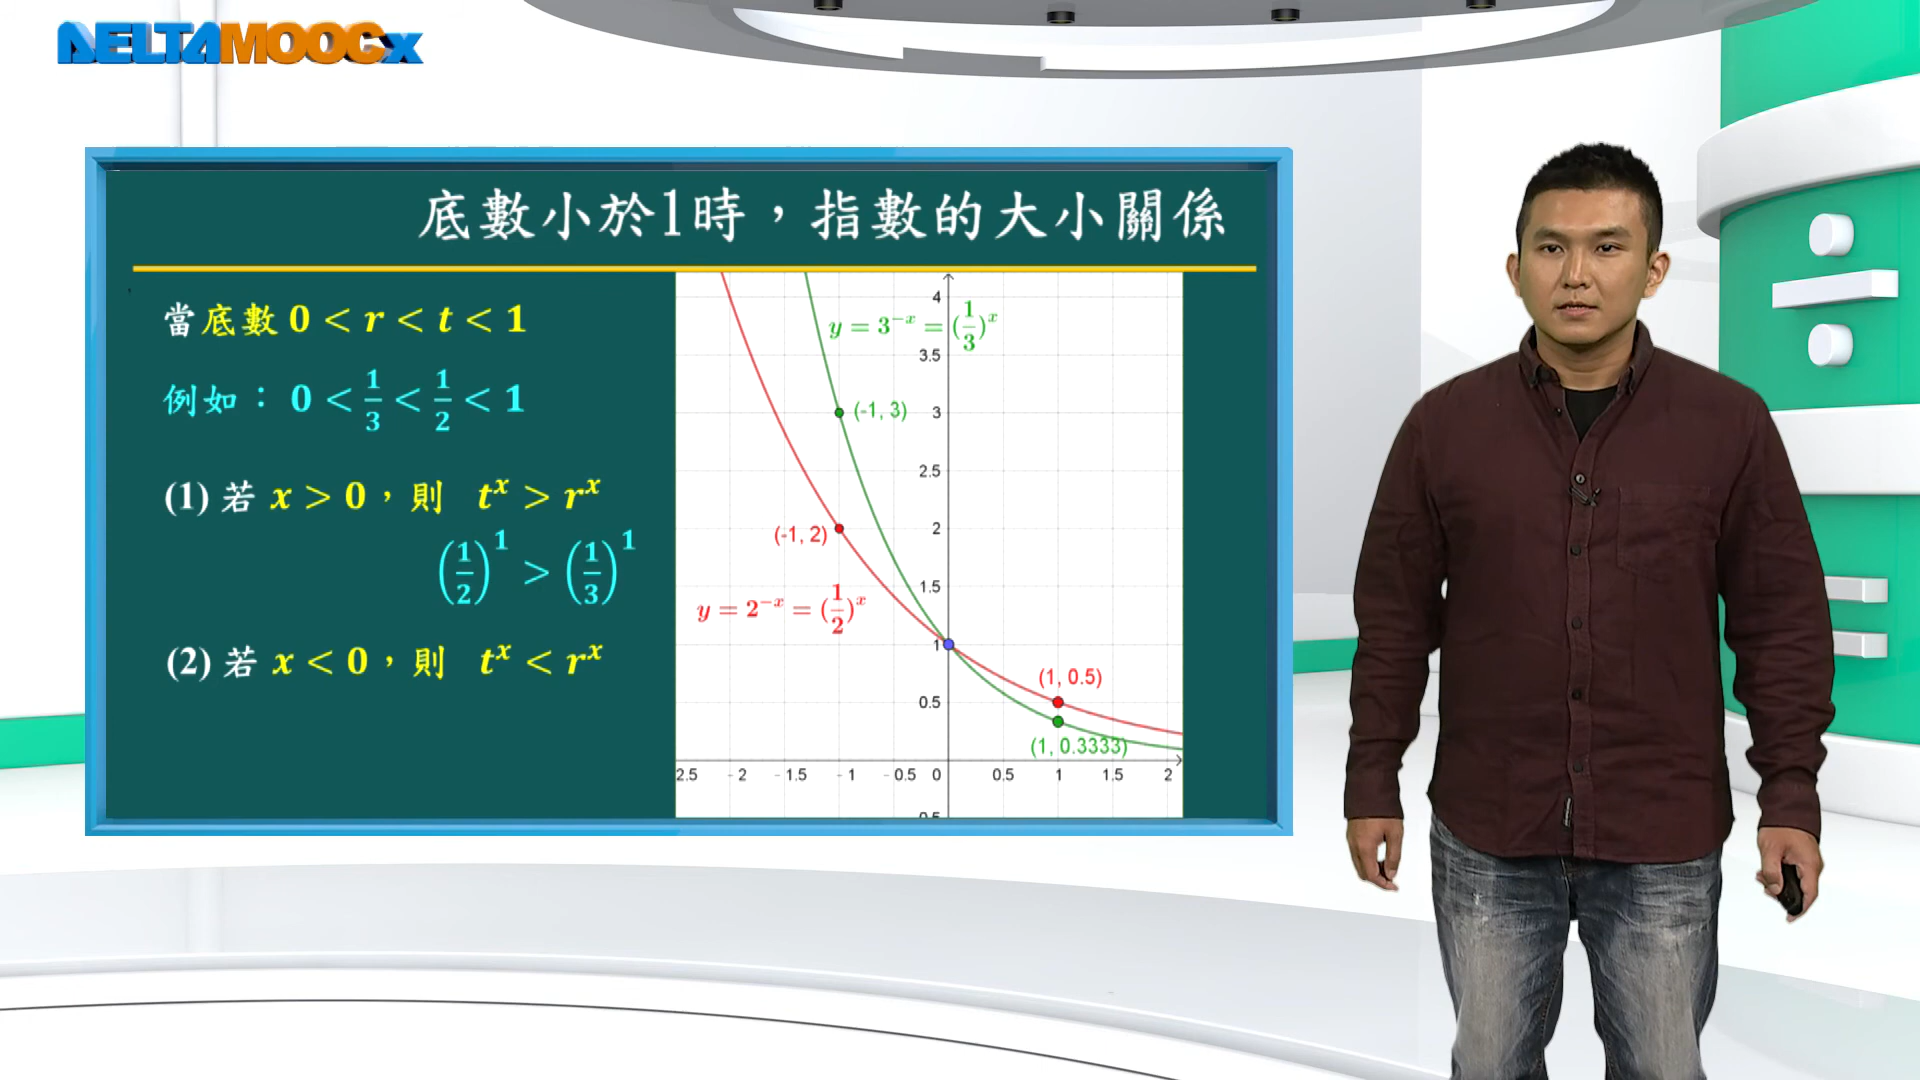 DELTAMOOCx
底數小於1時，指數的大小關係
當底數 0 < r < t < 1
例如： 0 < 1/3 < 1/2 < 1
(1) 若 x > 0，則 t^x > r^x
(1/2)^1 > (1/3)^1
(2) 若 x < 0，則 t^x < r^x
y = 3^{-x} = (1/3)^x
(-1, 3)
(-1, 2)
y = 2^{-x} = (1/2)^x
(1, 0.5)
(1, 0.3333)
4
3.5
3
2.5
2
1.5
1
0.5
2.5 -2 -1.5 -1 -0.5 0 0.5 1 1.5 2